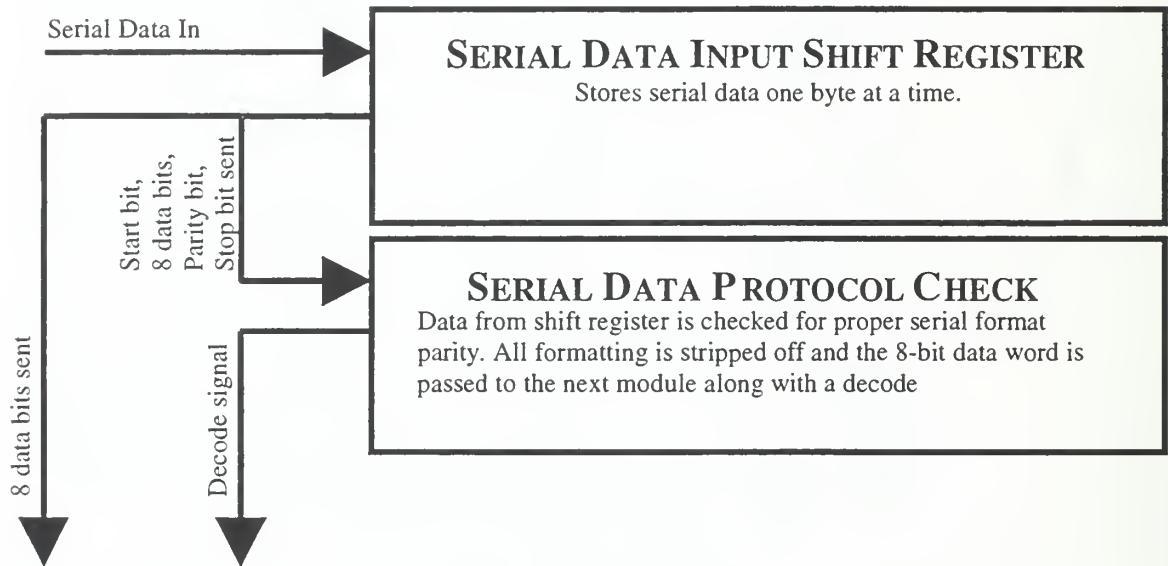 Serial Data In
SERIAL DATA INPUT SHIFT REGISTER
Stores serial data one byte at a time.
Start bit,
8 data bits,
Parity bit,
Stop bit sent
SERIAL DATA PROTOCOL CHECK
Data from shift register is checked for proper serial format
parity. All formatting is stripped off and the 8-bit data word is
passed to the next module along with a decode
8 data bits sent
Decode signal